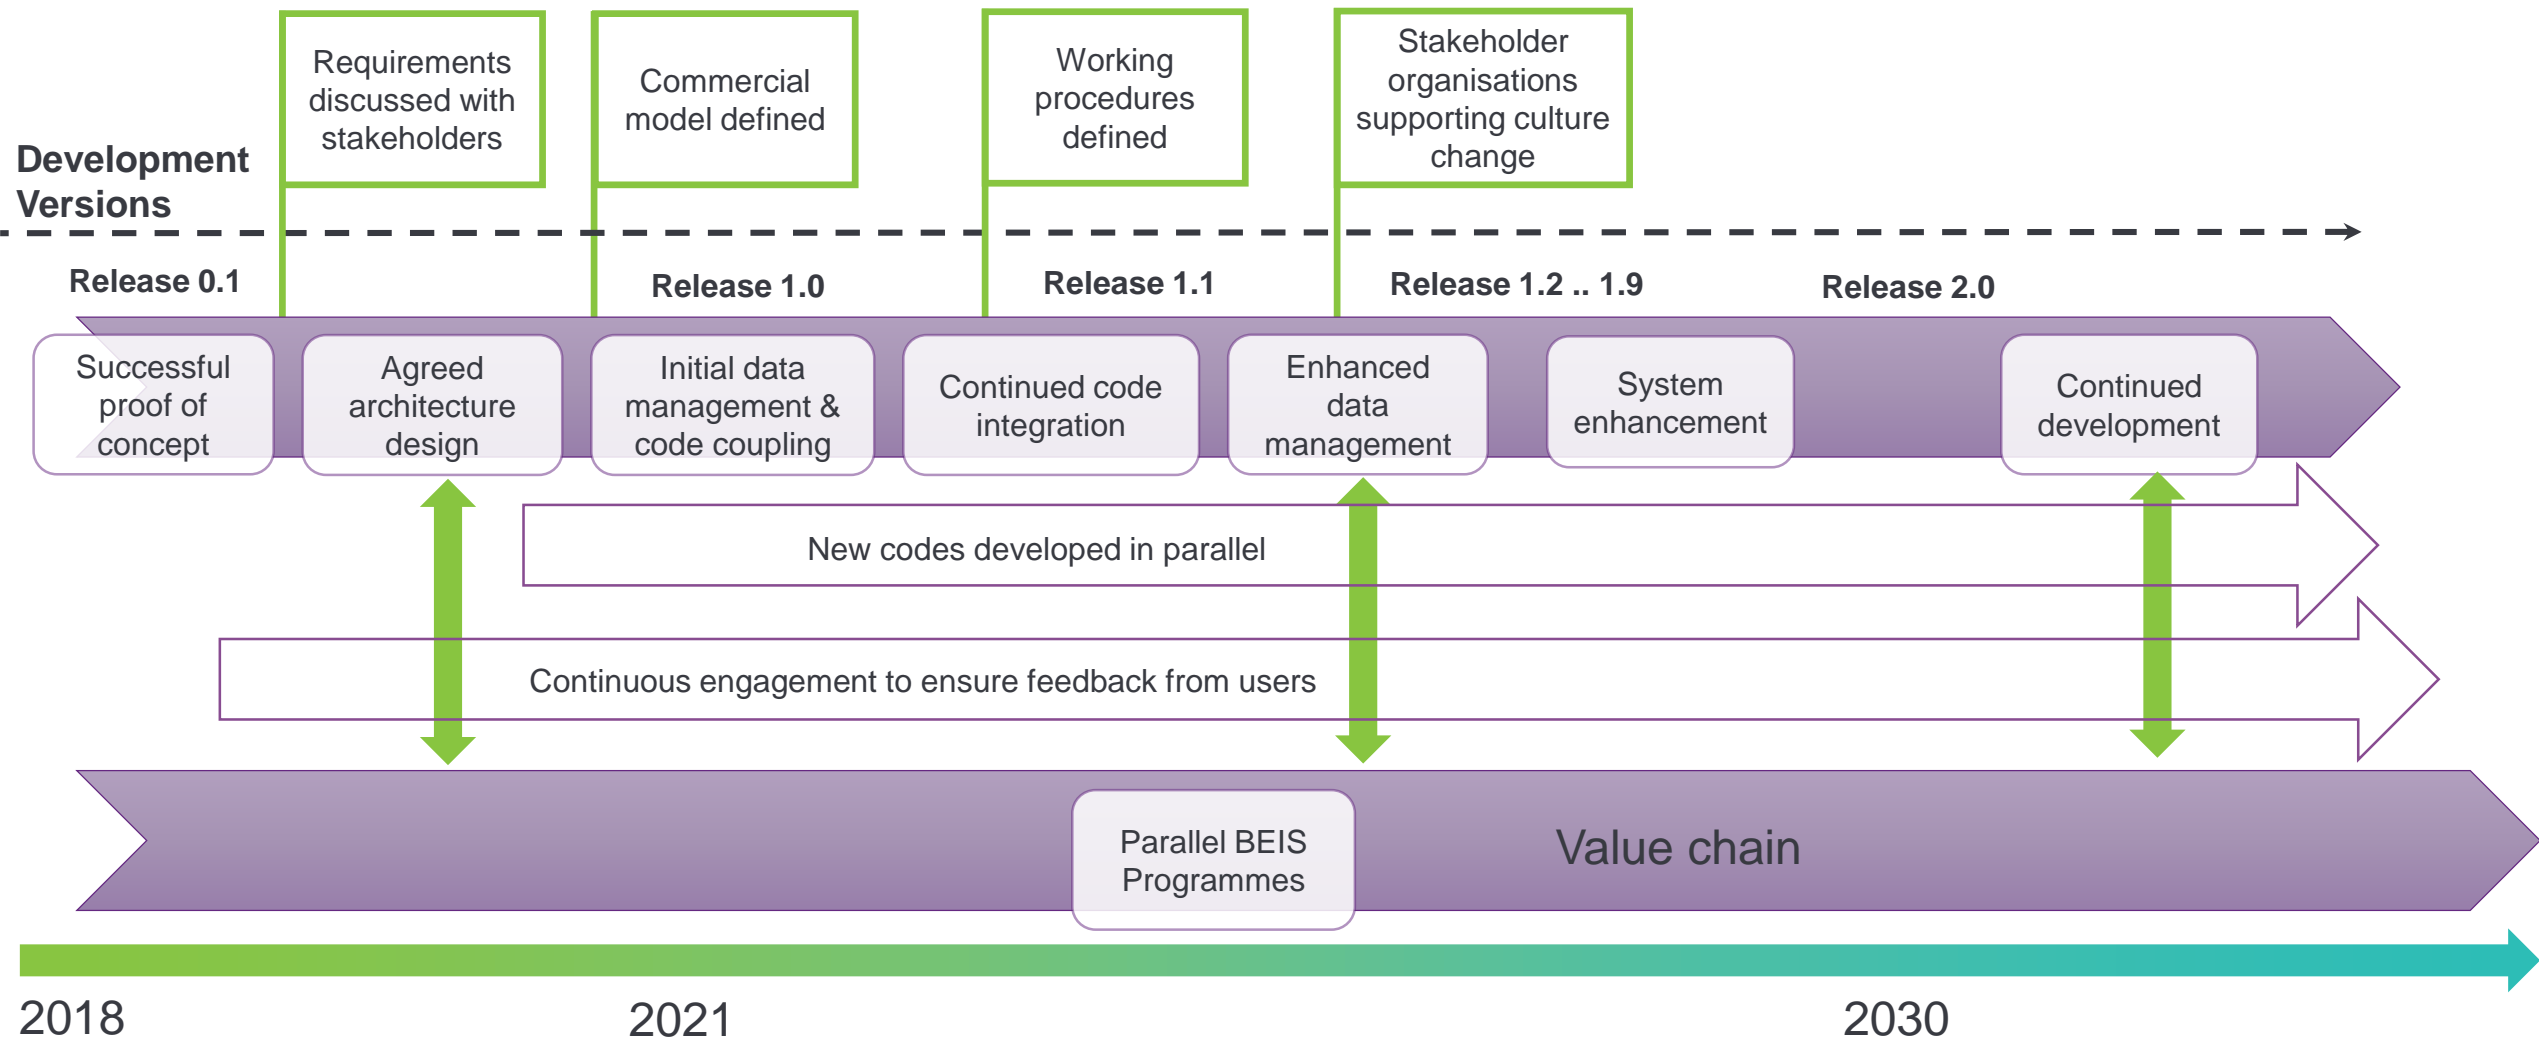 Requirements
discussed with
stakeholders
Commercial
model defined
Working
procedures
defined
Stakeholder
organisations
supporting culture
change
Development
Versions
Release 0.1
Release 1.0
Release 1.1
Release 1.2 .. 1.9
Release 2.0
Successful
proof of
concept
Agreed
architecture
design
Initial data
management &
code coupling
Continued code
integration
Enhanced
data
management
System
enhancement
Continued
development
New codes developed in parallel
Continuous engagement to ensure feedback from users
Parallel BEIS
Programmes
Value chain
2018
2021
2030